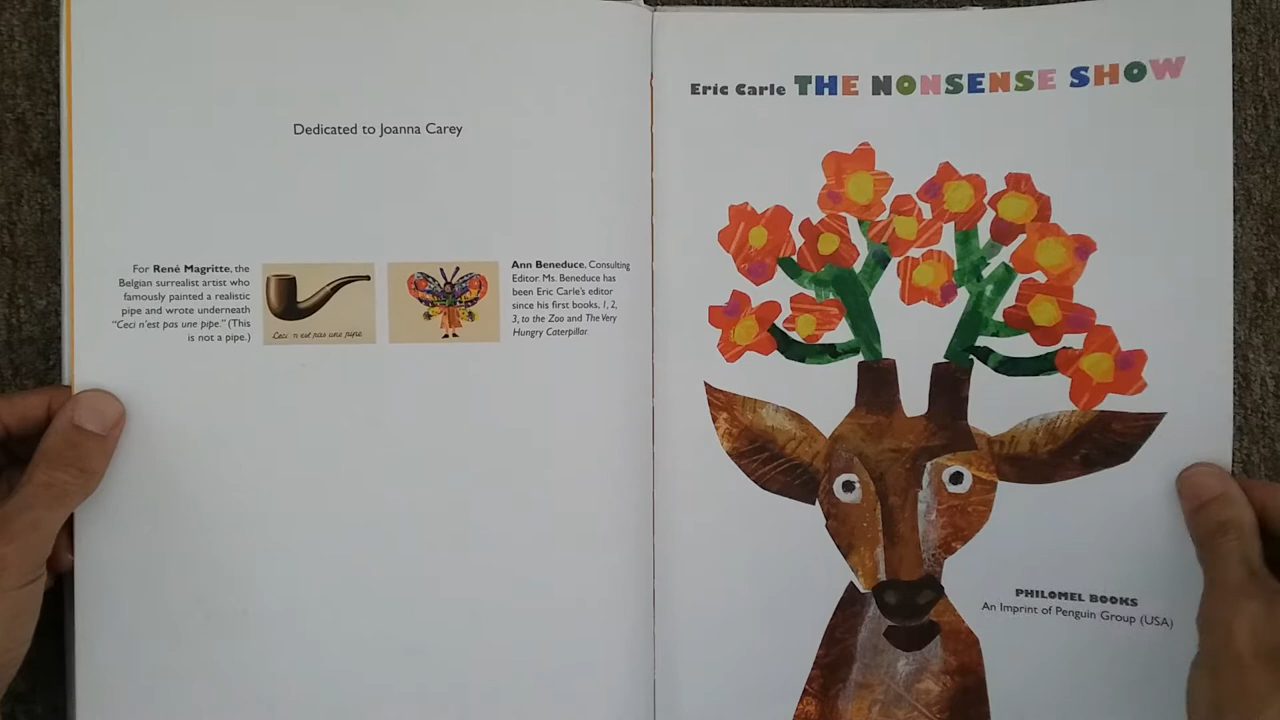 Dedicated to Joanna Carey
For René Magritte, the
Belgian surrealist artist who
famously painted a realistic
pipe and wrote underneath
“Ceci n’est pas une pipe.” (This
is not a pipe.)
Ceci n'est pas une pipe.
Ann Beneduce, Consulting
Editor. Ms. Beneduce has
been Eric Carle’s editor
since his first books, 1, 2,
3, to the Zoo and The Very
Hungry Caterpillar.
Eric Carle THE NONSENSE SHOW
PHILOMEL BOOKS
An Imprint of Penguin Group (USA)